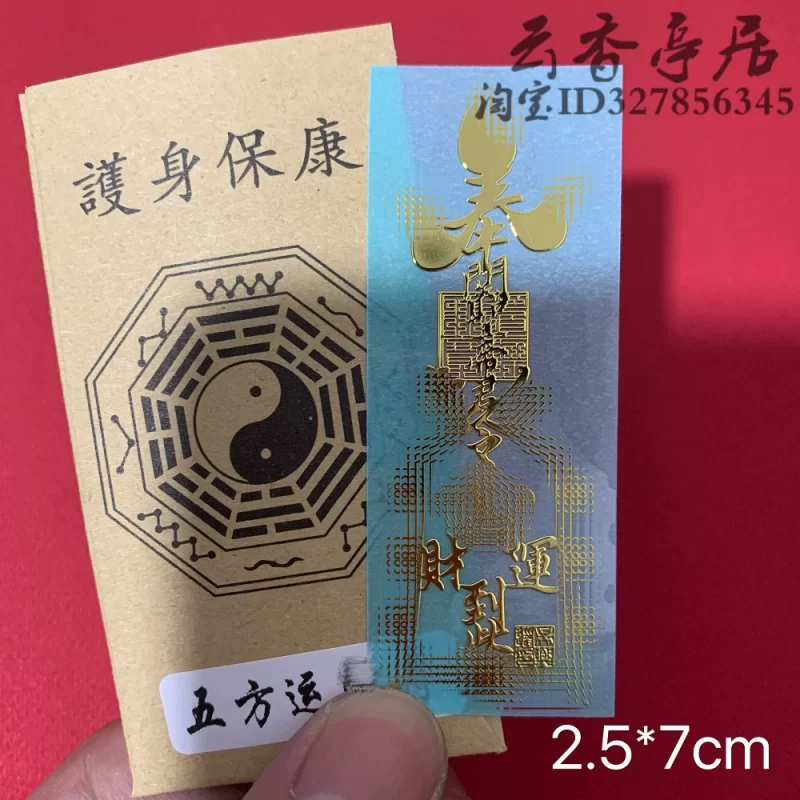 云香亭居
淘宝ID327856345
護身保康
奉
財運
到此
五方运
2.5*7cm